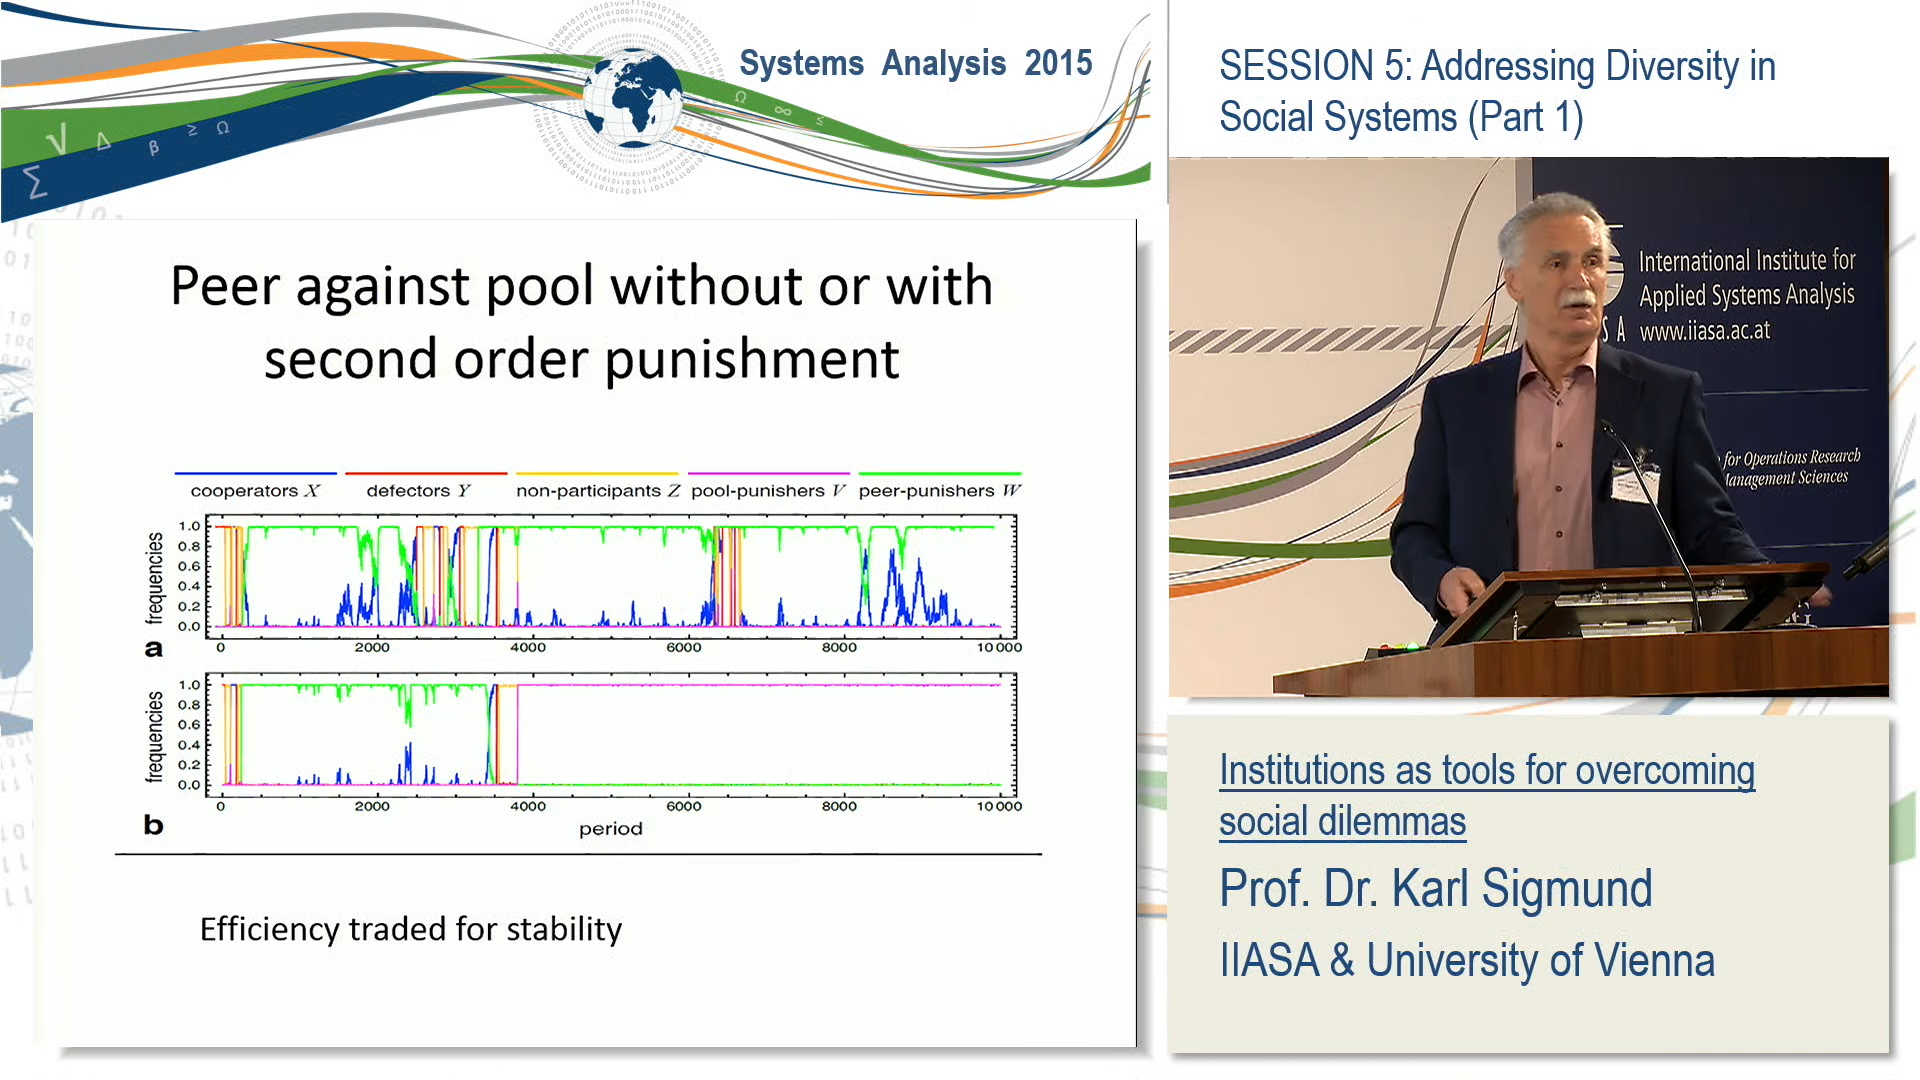 Systems Analysis 2015
√ Δ β ≥ Ω
Σ
Ω ∞ ≤
SESSION 5: Addressing Diversity in
Social Systems (Part 1)
Peer against pool without or with
second order punishment
cooperators X defectors Y non-participants Z pool-punishers V peer-punishers W
frequencies
1.0
0.8
0.6
0.4
0.2
0.0
a
0 2000 4000 6000 8000 10000
frequencies
1.0
0.8
0.6
0.4
0.2
0.0
b
0 2000 4000 6000 8000 10000
period
Efficiency traded for stability
International Institute for
Applied Systems Analysis
S A www.iiasa.ac.at
for Operations Research
Management Sciences
Institutions as tools for overcoming
social dilemmas
Prof. Dr. Karl Sigmund
IIASA & University of Vienna